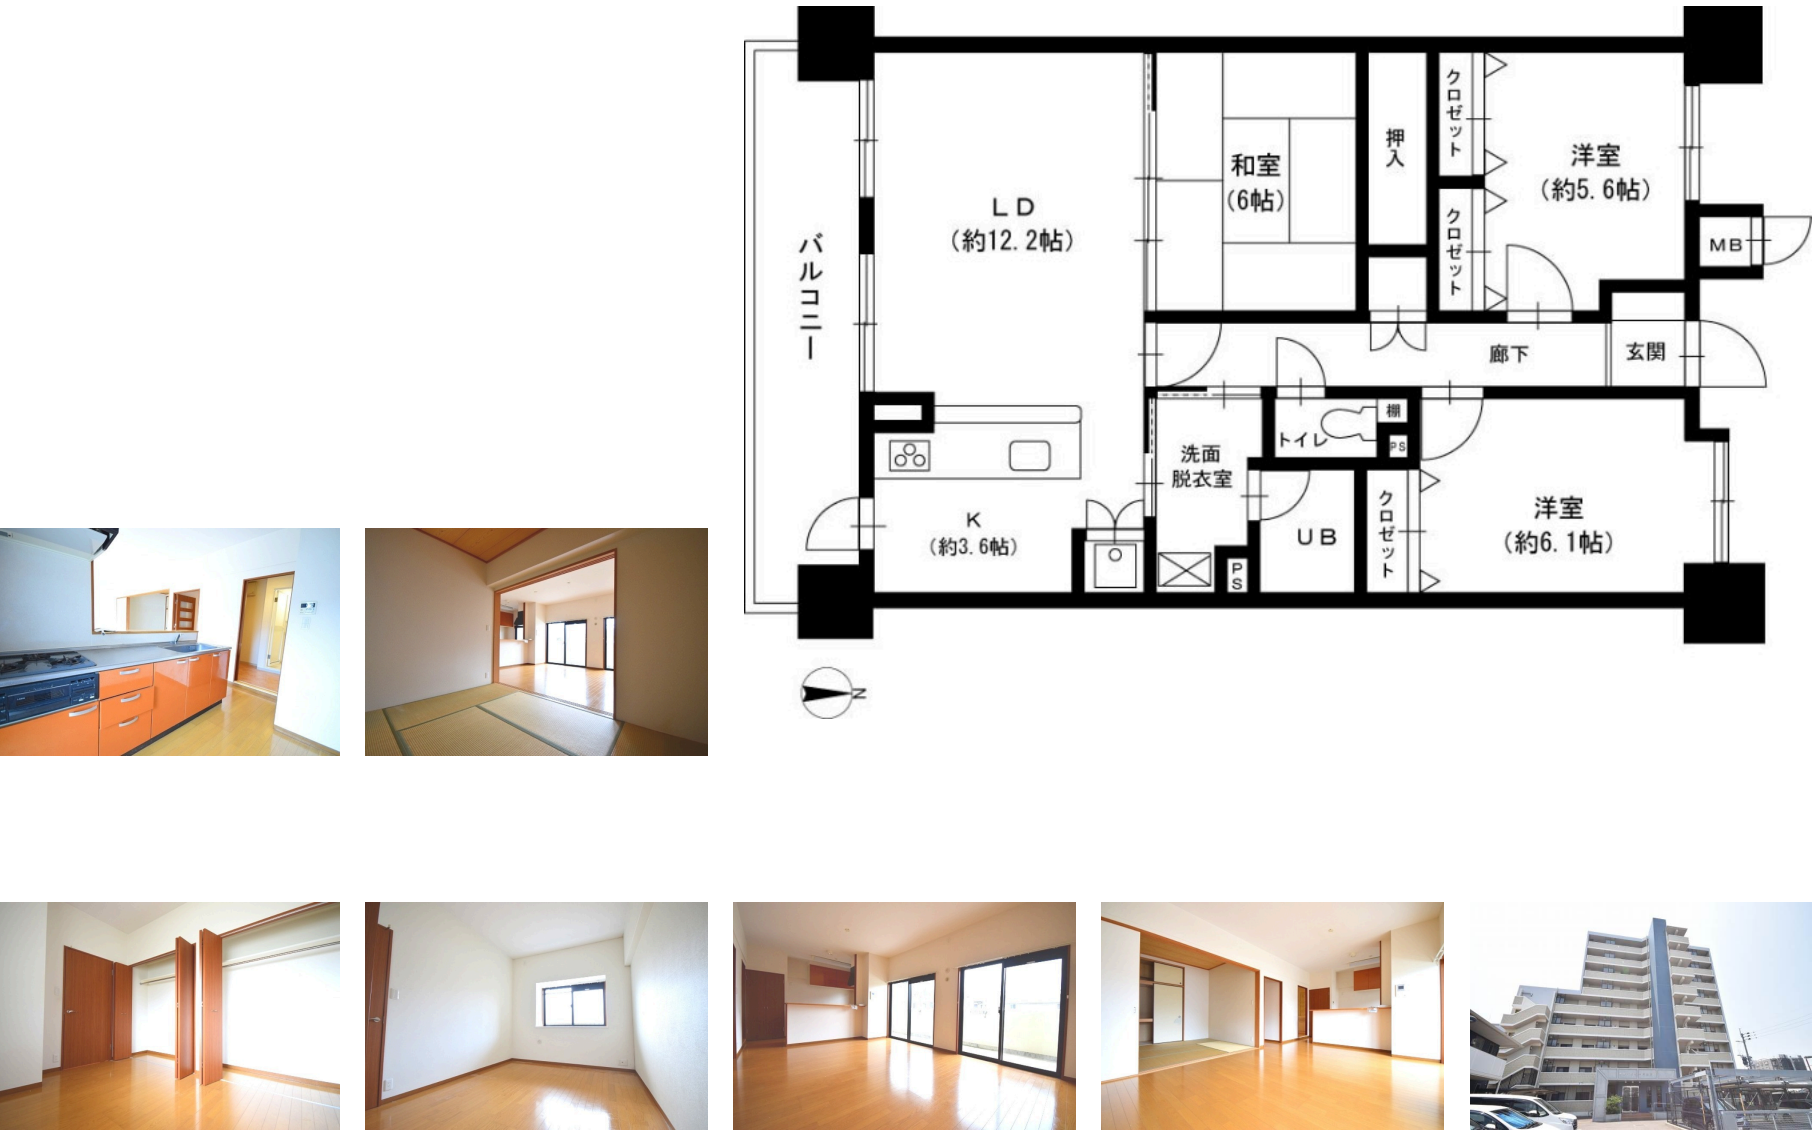 バルコニー
LD
(約12.2帖)
和室
(6帖)
押入
クロゼット
クロゼット
洋室
(約5.6帖)
MB
廊下
玄関
トイレ
棚
PS
洗面
脱衣室
K
(約3.6帖)
PS
UB
クロゼット
洋室
(約6.1帖)
N